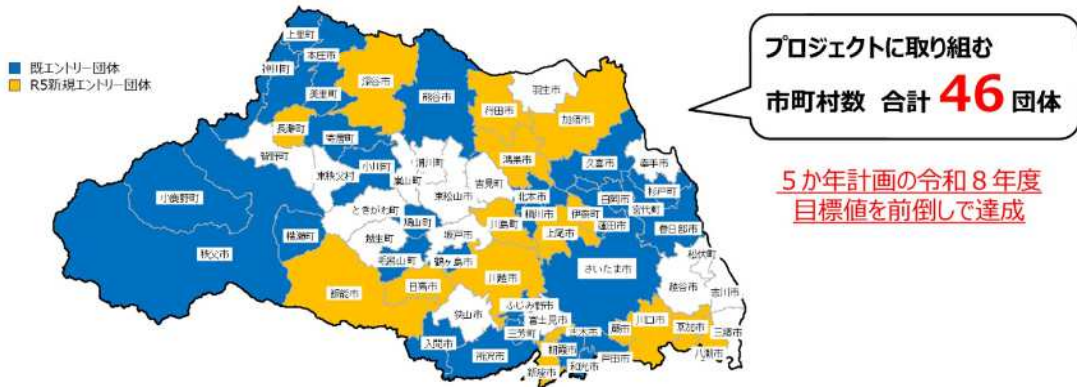 既エントリー団体
R5新規エントリー団体
プロジェクトに取り組む
市町村数 合計 46 団体
5か年計画の令和8年度
目標値を前倒しで達成
上里町
本庄市
神川町
美里町
深谷市
熊谷市
行田市
羽生市
加須市
長瀞町
寄居町
皆野町
小川町
滑川町
鴻巣市
久喜市
幸手市
東秩父村
嵐山町
東松山市
吉見町
北本市
白岡市
杉戸町
小鹿野町
ときがわ町
鳩山町
川島町
桶川市
伊奈町
蓮田市
宮代町
横瀬町
越生町
坂戸市
上尾市
春日部市
秩父市
毛呂山町
鶴ヶ島市
松伏町
さいたま市
飯能市
日高市
川越市
越谷市
吉川市
狭山市
ふじみ野市
富士見市
三芳町
志木市
蕨市
川口市
草加市
三郷市
入間市
所沢市
朝霞市
戸田市
八潮市
新座市
和光市